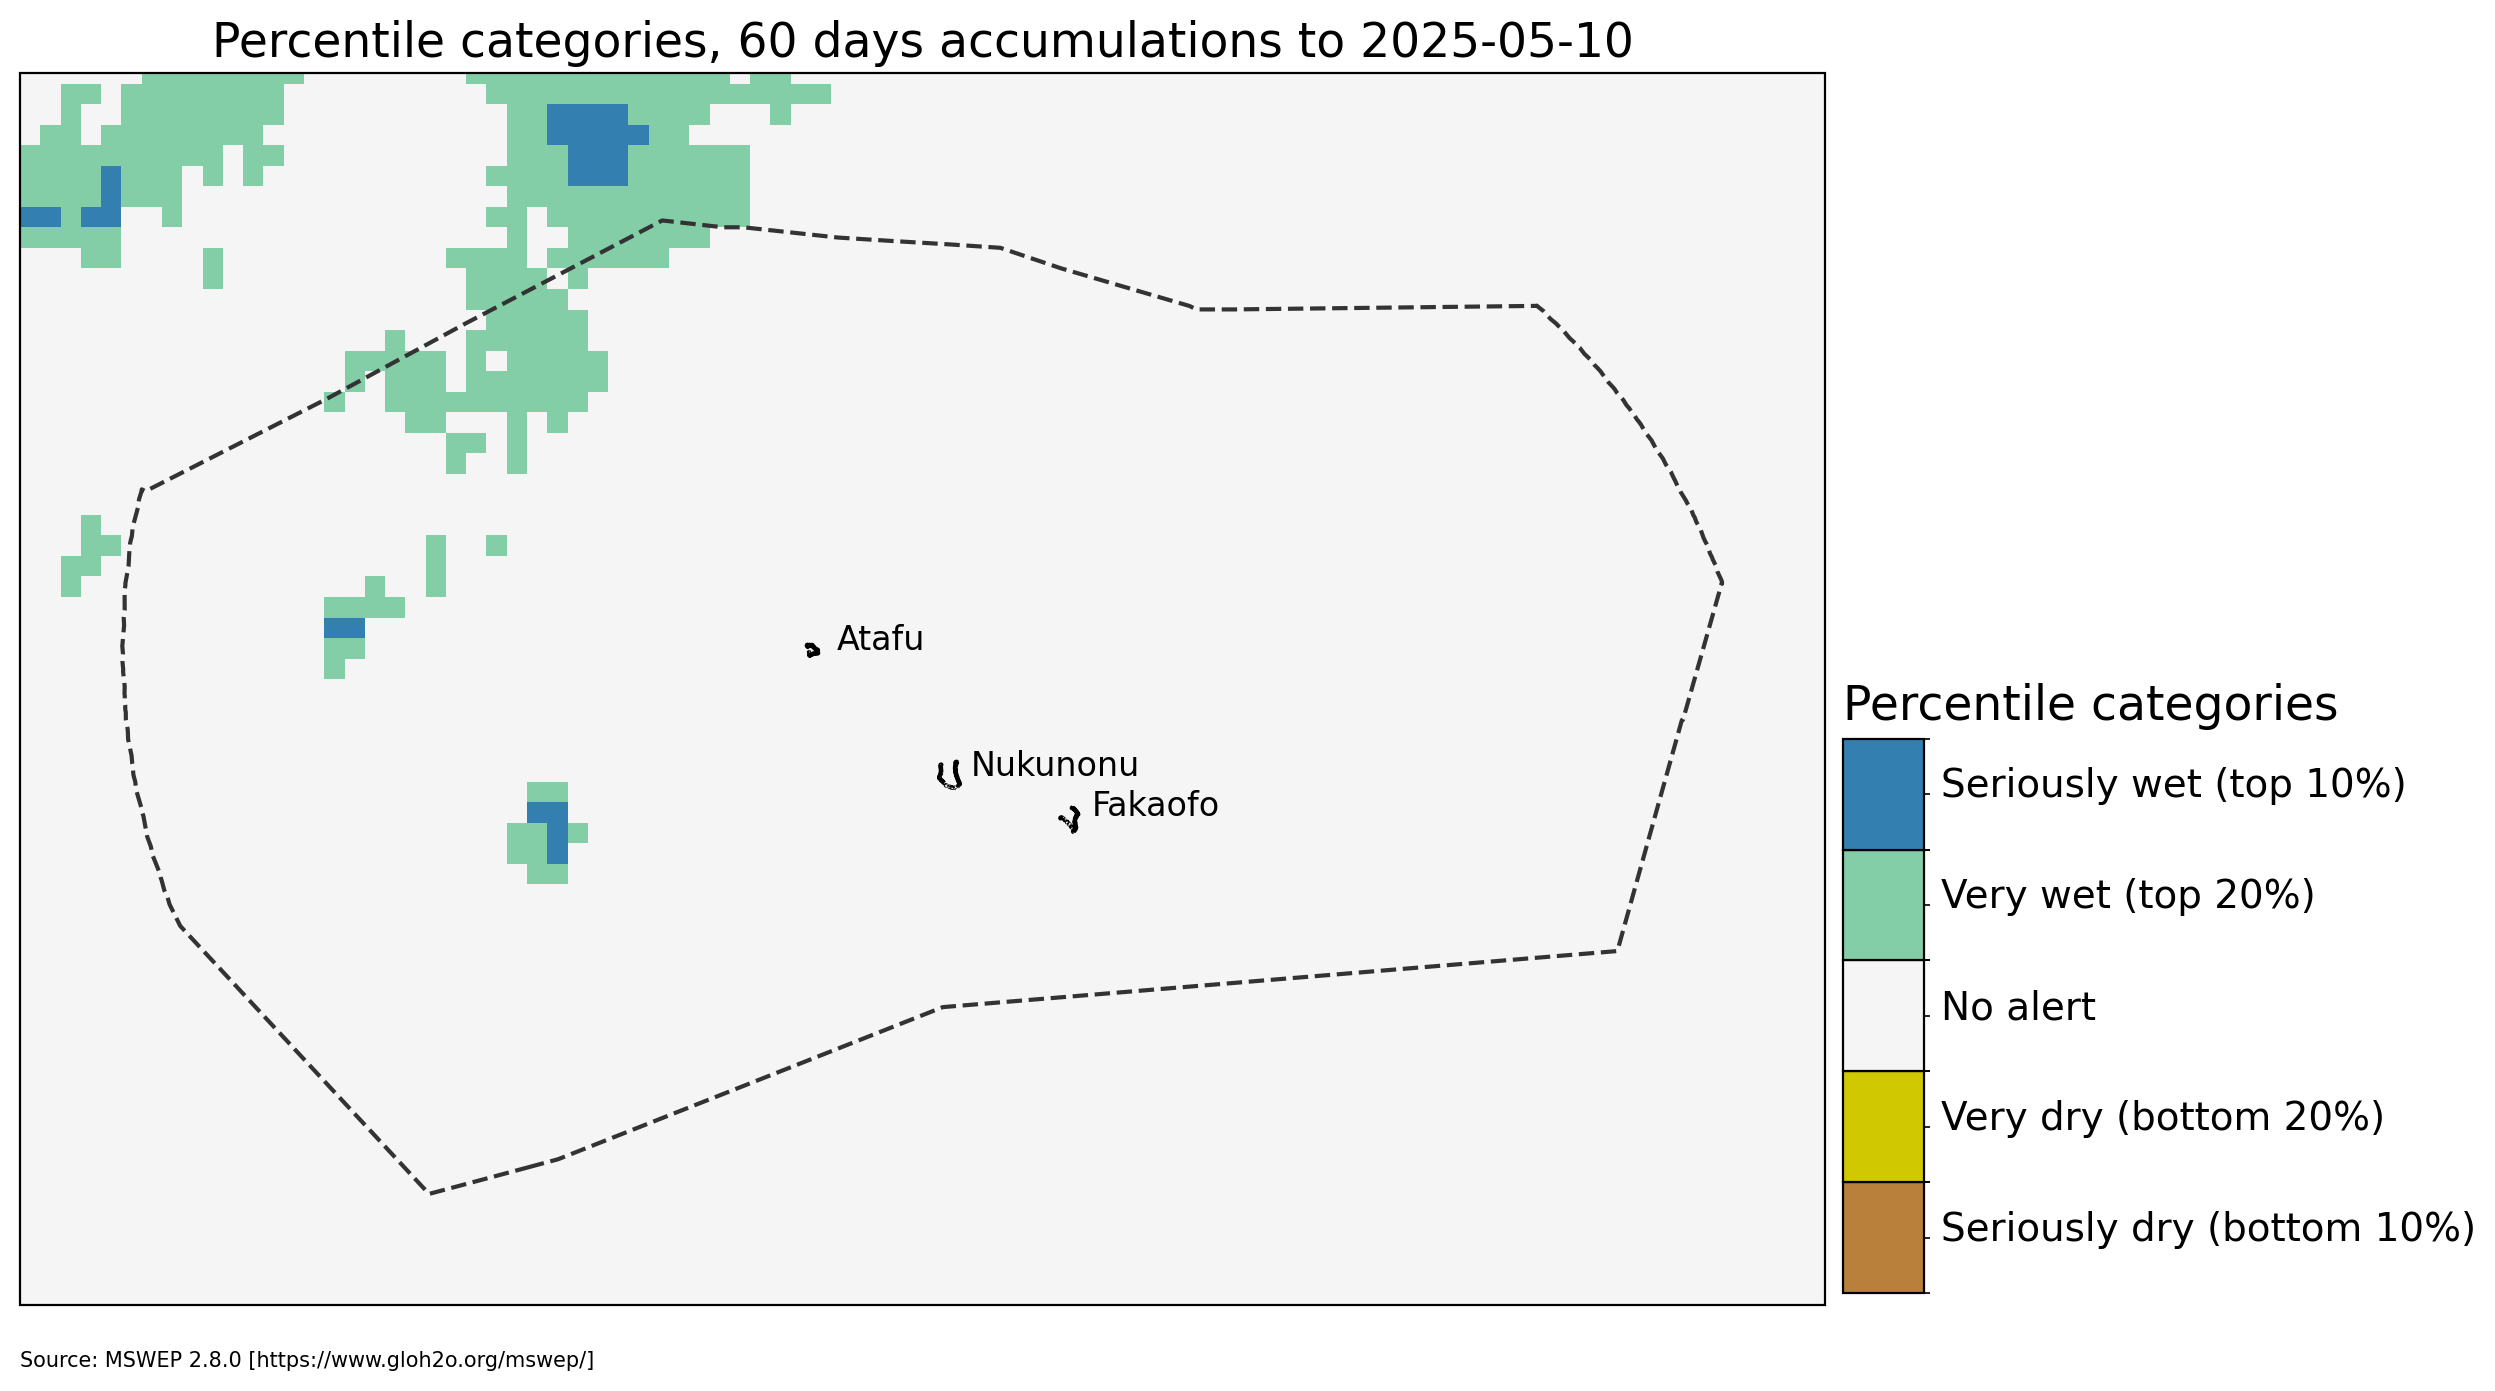 Percentile categories, 60 days accumulations to 2025-05-10
Atafu
Nukunonu
Fakaofo
Percentile categories
Seriously wet (top 10%)
Very wet (top 20%)
No alert
Very dry (bottom 20%)
Seriously dry (bottom 10%)
Source: MSWEP 2.8.0 [https://www.gloh2o.org/mswep/]